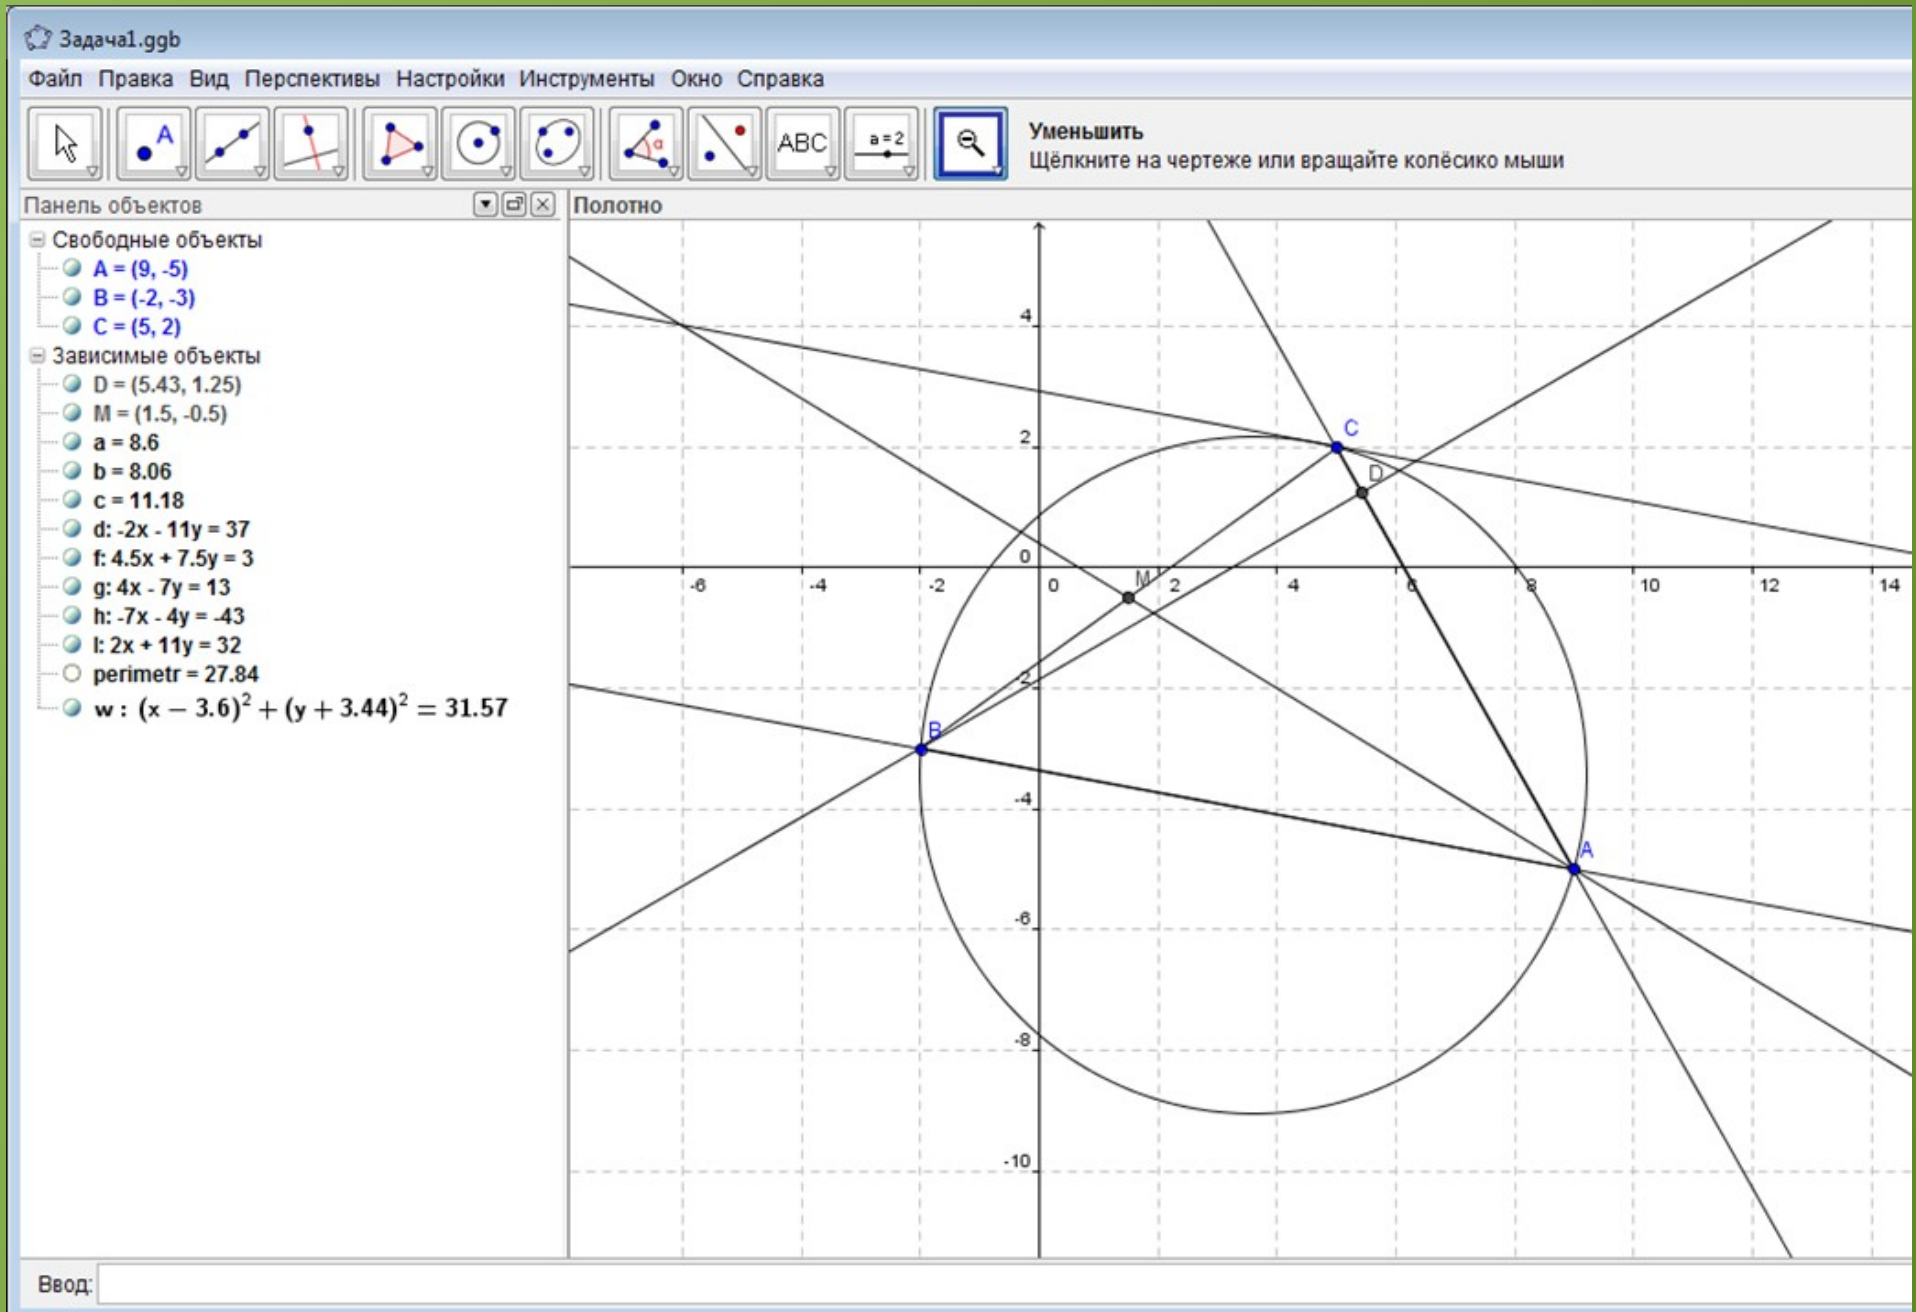 Задача1.ggb
Файл Правка Вид Перспективы Настройки Инструменты Окно Справка
A
α
ABC
a=2
Уменьшить
Щёлкните на чертеже или вращайте колёсико мыши
Панель объектов
Свободные объекты
A = (9, -5)
B = (-2, -3)
C = (5, 2)
Зависимые объекты
D = (5.43, 1.25)
M = (1.5, -0.5)
a = 8.6
b = 8.06
c = 11.18
d: -2x - 11y = 37
f: 4.5x + 7.5y = 3
g: 4x - 7y = 13
h: -7x - 4y = -43
l: 2x + 11y = 32
perimetr = 27.84
w : (x − 3.6)² + (y + 3.44)² = 31.57
Полотно
4
C
2
D
0
-6 -4 -2 0 M 2 4 6 8 10 12 14
-2
B
-4
A
-6
-8
-10
Ввод: